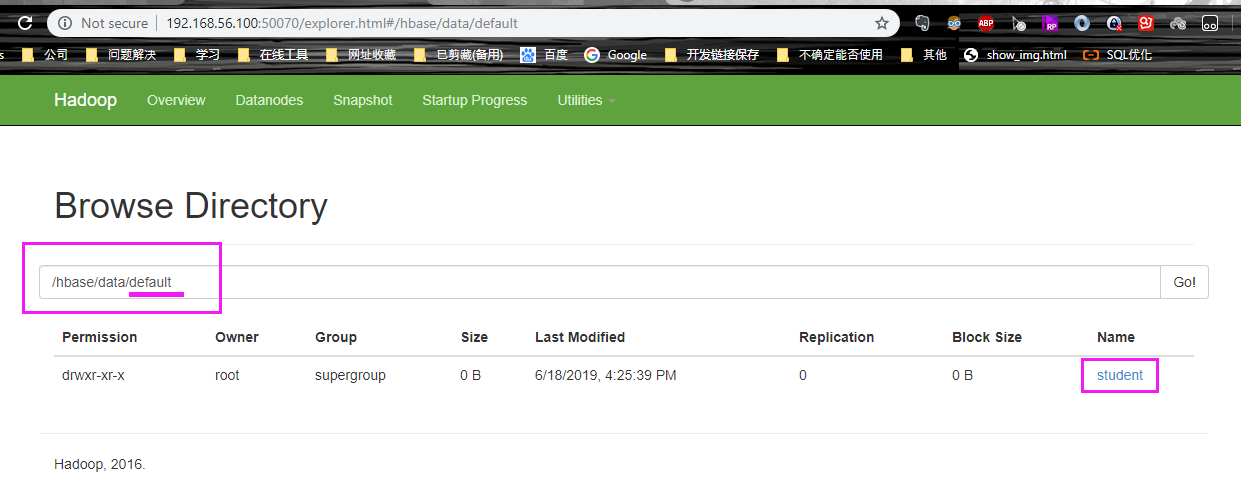 Not secure 192.168.56.100:50070/explorer.html#/hbase/data/default ABP RP
s 公司 问题解决 学习 在线工具 网址收藏 已剪藏(备用) 百度 Google 开发链接保存 不确定能否使用 其他 show_img.html SQL优化
Hadoop Overview Datanodes Snapshot Startup Progress Utilities
Browse Directory
/hbase/data/default Go!
Permission Owner Group Size Last Modified Replication Block Size Name
drwxr-xr-x root supergroup 0 B 6/18/2019, 4:25:39 PM 0 0 B student
Hadoop, 2016.